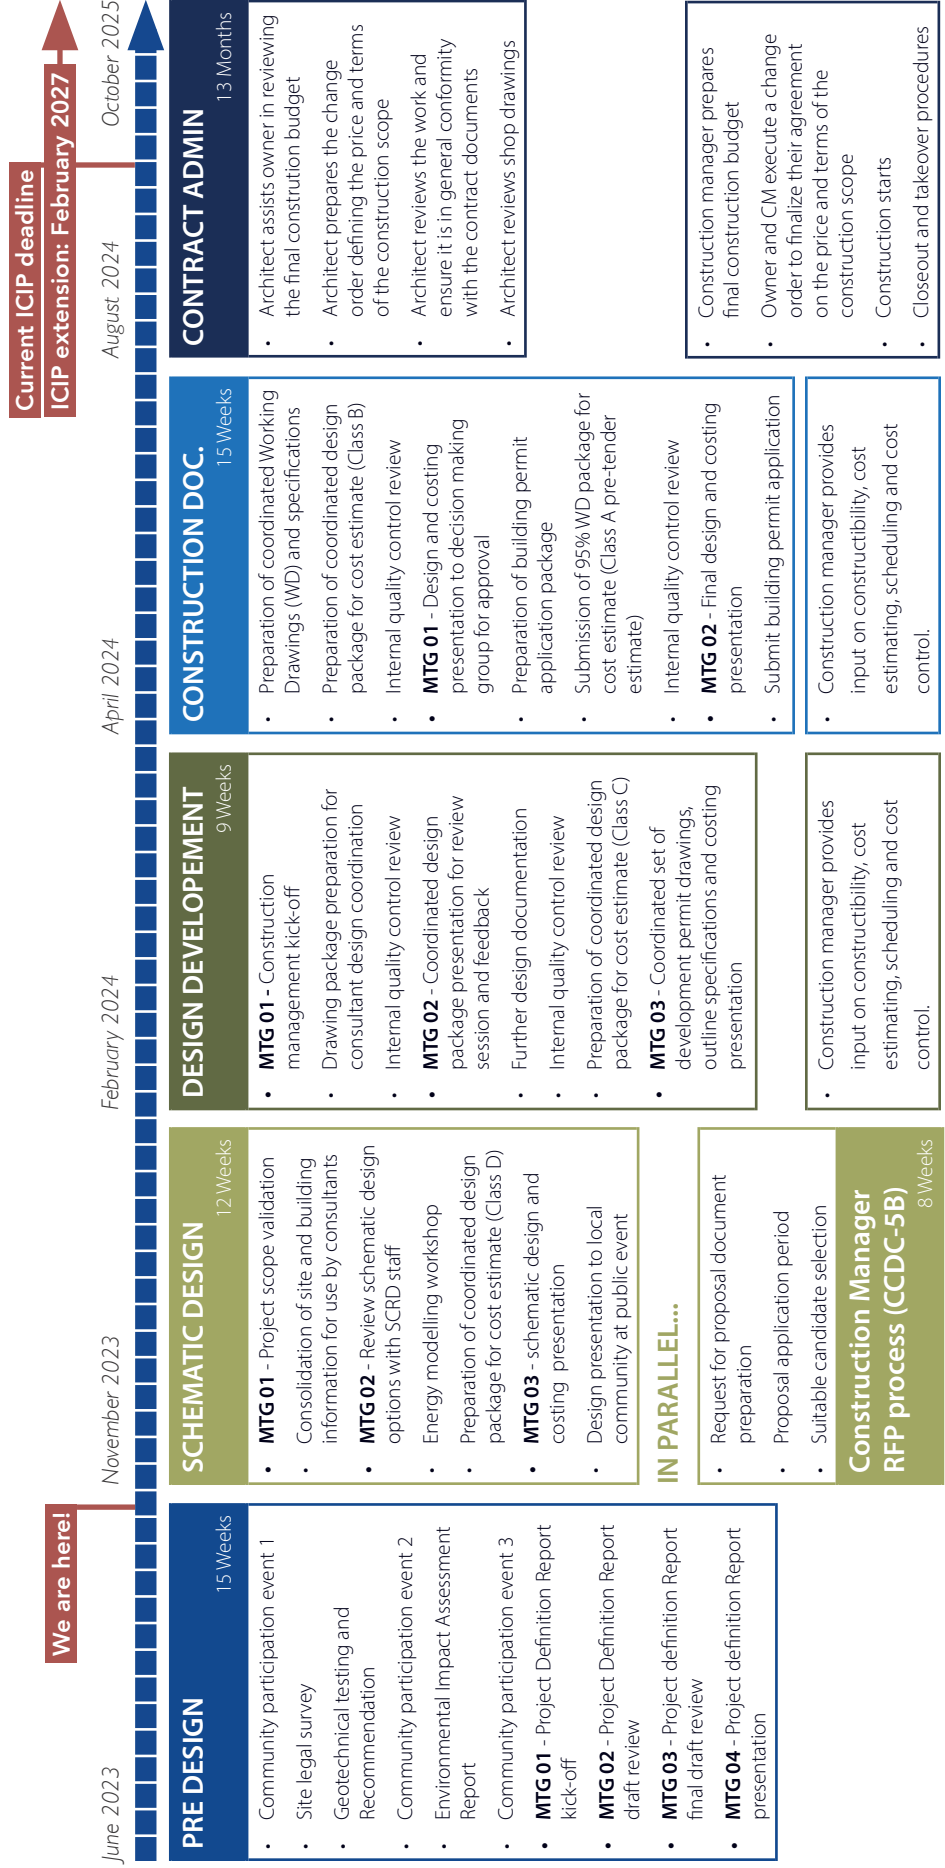 Current ICIP deadline
ICIP extension: February 2027
We are here!
June 2023
November 2023
February 2024
April 2024
August 2024
October 2025
PRE DESIGN
15 Weeks
• Community participation event 1
• Site legal survey
• Geotechnical testing and
Recommendation
• Community participation event 2
• Environmental Impact Assessment
Report
• Community participation event 3
• MTG 01 - Project Definition Report
kick-off
• MTG 02 - Project Definition Report
draft review
• MTG 03 - Project definition Report
final draft review
• MTG 04 - Project definition Report
presentation
SCHEMATIC DESIGN
12 Weeks
• MTG 01 - Project scope validation
• Consolidation of site and building
information for use by consultants
• MTG 02 - Review schematic design
options with SCRD staff
• Energy modelling workshop
• Preparation of coordinated design
package for cost estimate (Class D)
• MTG 03 - schematic design and
costing presentation
• Design presentation to local
community at public event
IN PARALLEL...
• Request for proposal document
preparation
• Proposal application period
• Suitable candidate selection
Construction Manager
RFP process (CCDC-5B)
8 Weeks
DESIGN DEVELOPEMENT
9 Weeks
• MTG 01 - Construction
management kick-off
• Drawing package preparation for
consultant design coordination
• Internal quality control review
• MTG 02 - Coordinated design
package presentation for review
session and feedback
• Further design documentation
• Internal quality control review
• Preparation of coordinated design
package for cost estimate (Class C)
• MTG 03 - Coordinated set of
development permit drawings,
outline specifications and costing
presentation
• Construction manager provides
input on constructibility, cost
estimating, scheduling and cost
control.
CONSTRUCTION DOC.
15 Weeks
• Preparation of coordinated Working
Drawings (WD) and specifications
• Preparation of coordinated design
package for cost estimate (Class B)
• Internal quality control review
• MTG 01 - Design and costing
presentation to decision making
group for approval
• Preparation of building permit
application package
• Submission of 95% WD package for
cost estimate (Class A pre-tender
estimate)
• Internal quality control review
• MTG 02 - Final design and costing
presentation
• Submit building permit application
• Construction manager provides
input on constructibility, cost
estimating, scheduling and cost
control.
CONTRACT ADMIN
13 Months
• Architect assists owner in reviewing
the final constrution budget
• Architect prepares the change
order defining the price and terms
of the construction scope
• Architect reviews the work and
ensure it is in general conformity
with the contract documents
• Architect reviews shop drawings
• Construction manager prepares
final construction budget
• Owner and CM execute a change
order to finalize their agreement
on the price and terms of the
construction scope
• Construction starts
• Closeout and takeover procedures